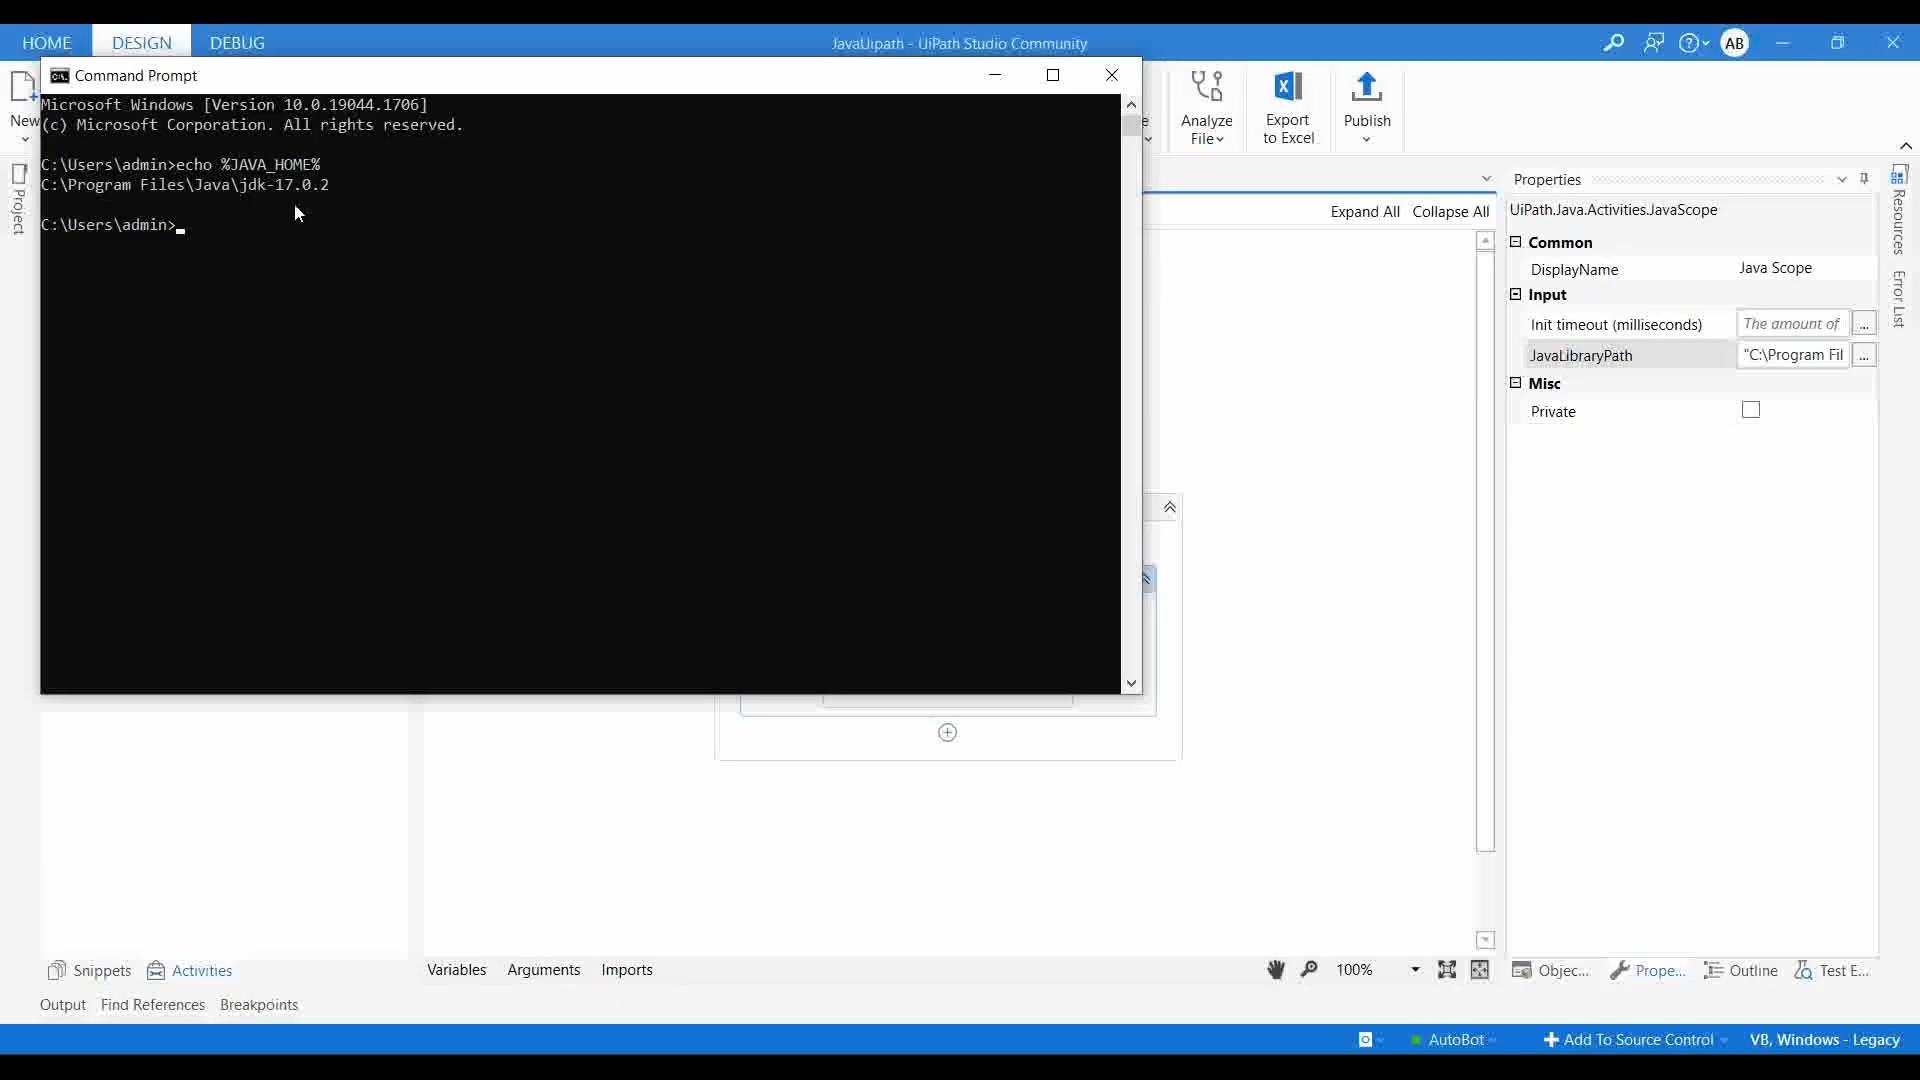 HOME DESIGN DEBUG
JavaUipath - UiPath Studio Community
AB
Command Prompt
New
Microsoft Windows [Version 10.0.19044.1706]
(c) Microsoft Corporation. All rights reserved.
C:\Users\admin>echo %JAVA_HOME%
C:\Program Files\Java\jdk-17.0.2
C:\Users\admin>
Analyze
File
Export
to Excel
Publish
Project
Expand All Collapse All
Properties
UiPath.Java.Activities.JavaScope
Common
DisplayName Java Scope
Input
Init timeout (milliseconds) The amount of ...
JavaLibraryPath "C:\Program Fil ...
Misc
Private
Resources
Error List
Snippets Activities
Variables Arguments Imports
100%
Objec... Prope... Outline Test E...
Output Find References Breakpoints
AutoBot Add To Source Control VB, Windows - Legacy